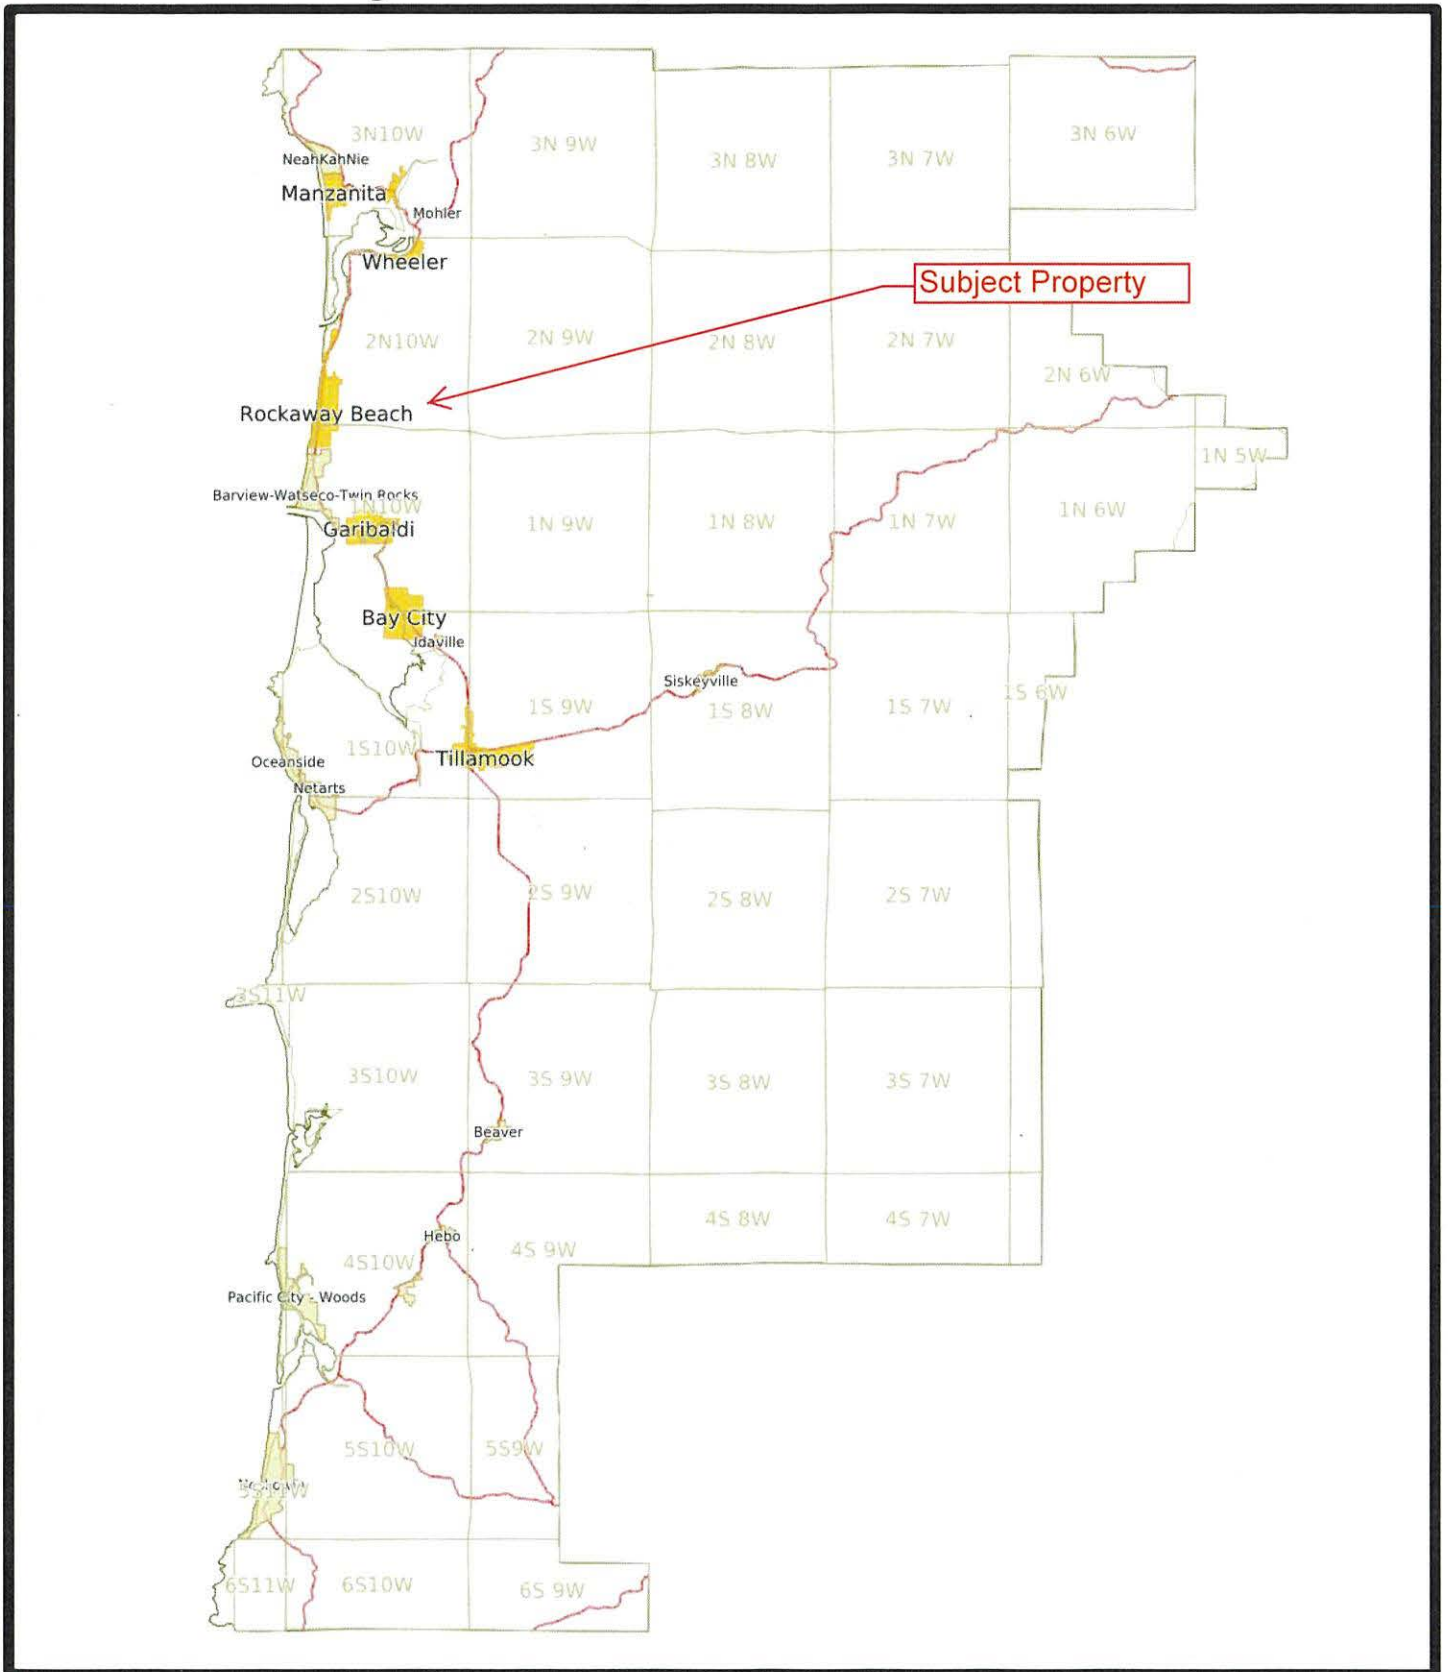 3N10W
3N 9W
3N 8W
3N 7W
3N 6W
NeahKahNie
Manzanita
Mohler
Wheeler
Subject Property
2N10W
2N 9W
2N 8W
2N 7W
2N 6W
Rockaway Beach
1N 5W
Barview-Watseco-Twin Rocks
1N10W
1N 9W
1N 8W
1N 7W
1N 6W
Garibaldi
Bay City
Idaville
Siskeyville
1S 9W
1S 8W
1S 7W
1S 6W
1S10W
Tillamook
Oceanside
Netarts
2S10W
2S 9W
2S 8W
2S 7W
3S11W
3S10W
3S 9W
3S 8W
3S 7W
Beaver
4S 8W
4S 7W
Hebo
4S10W
4S 9W
Pacific City - Woods
5S10W
5S9W
5S11W
6S11W
6S10W
6S 9W